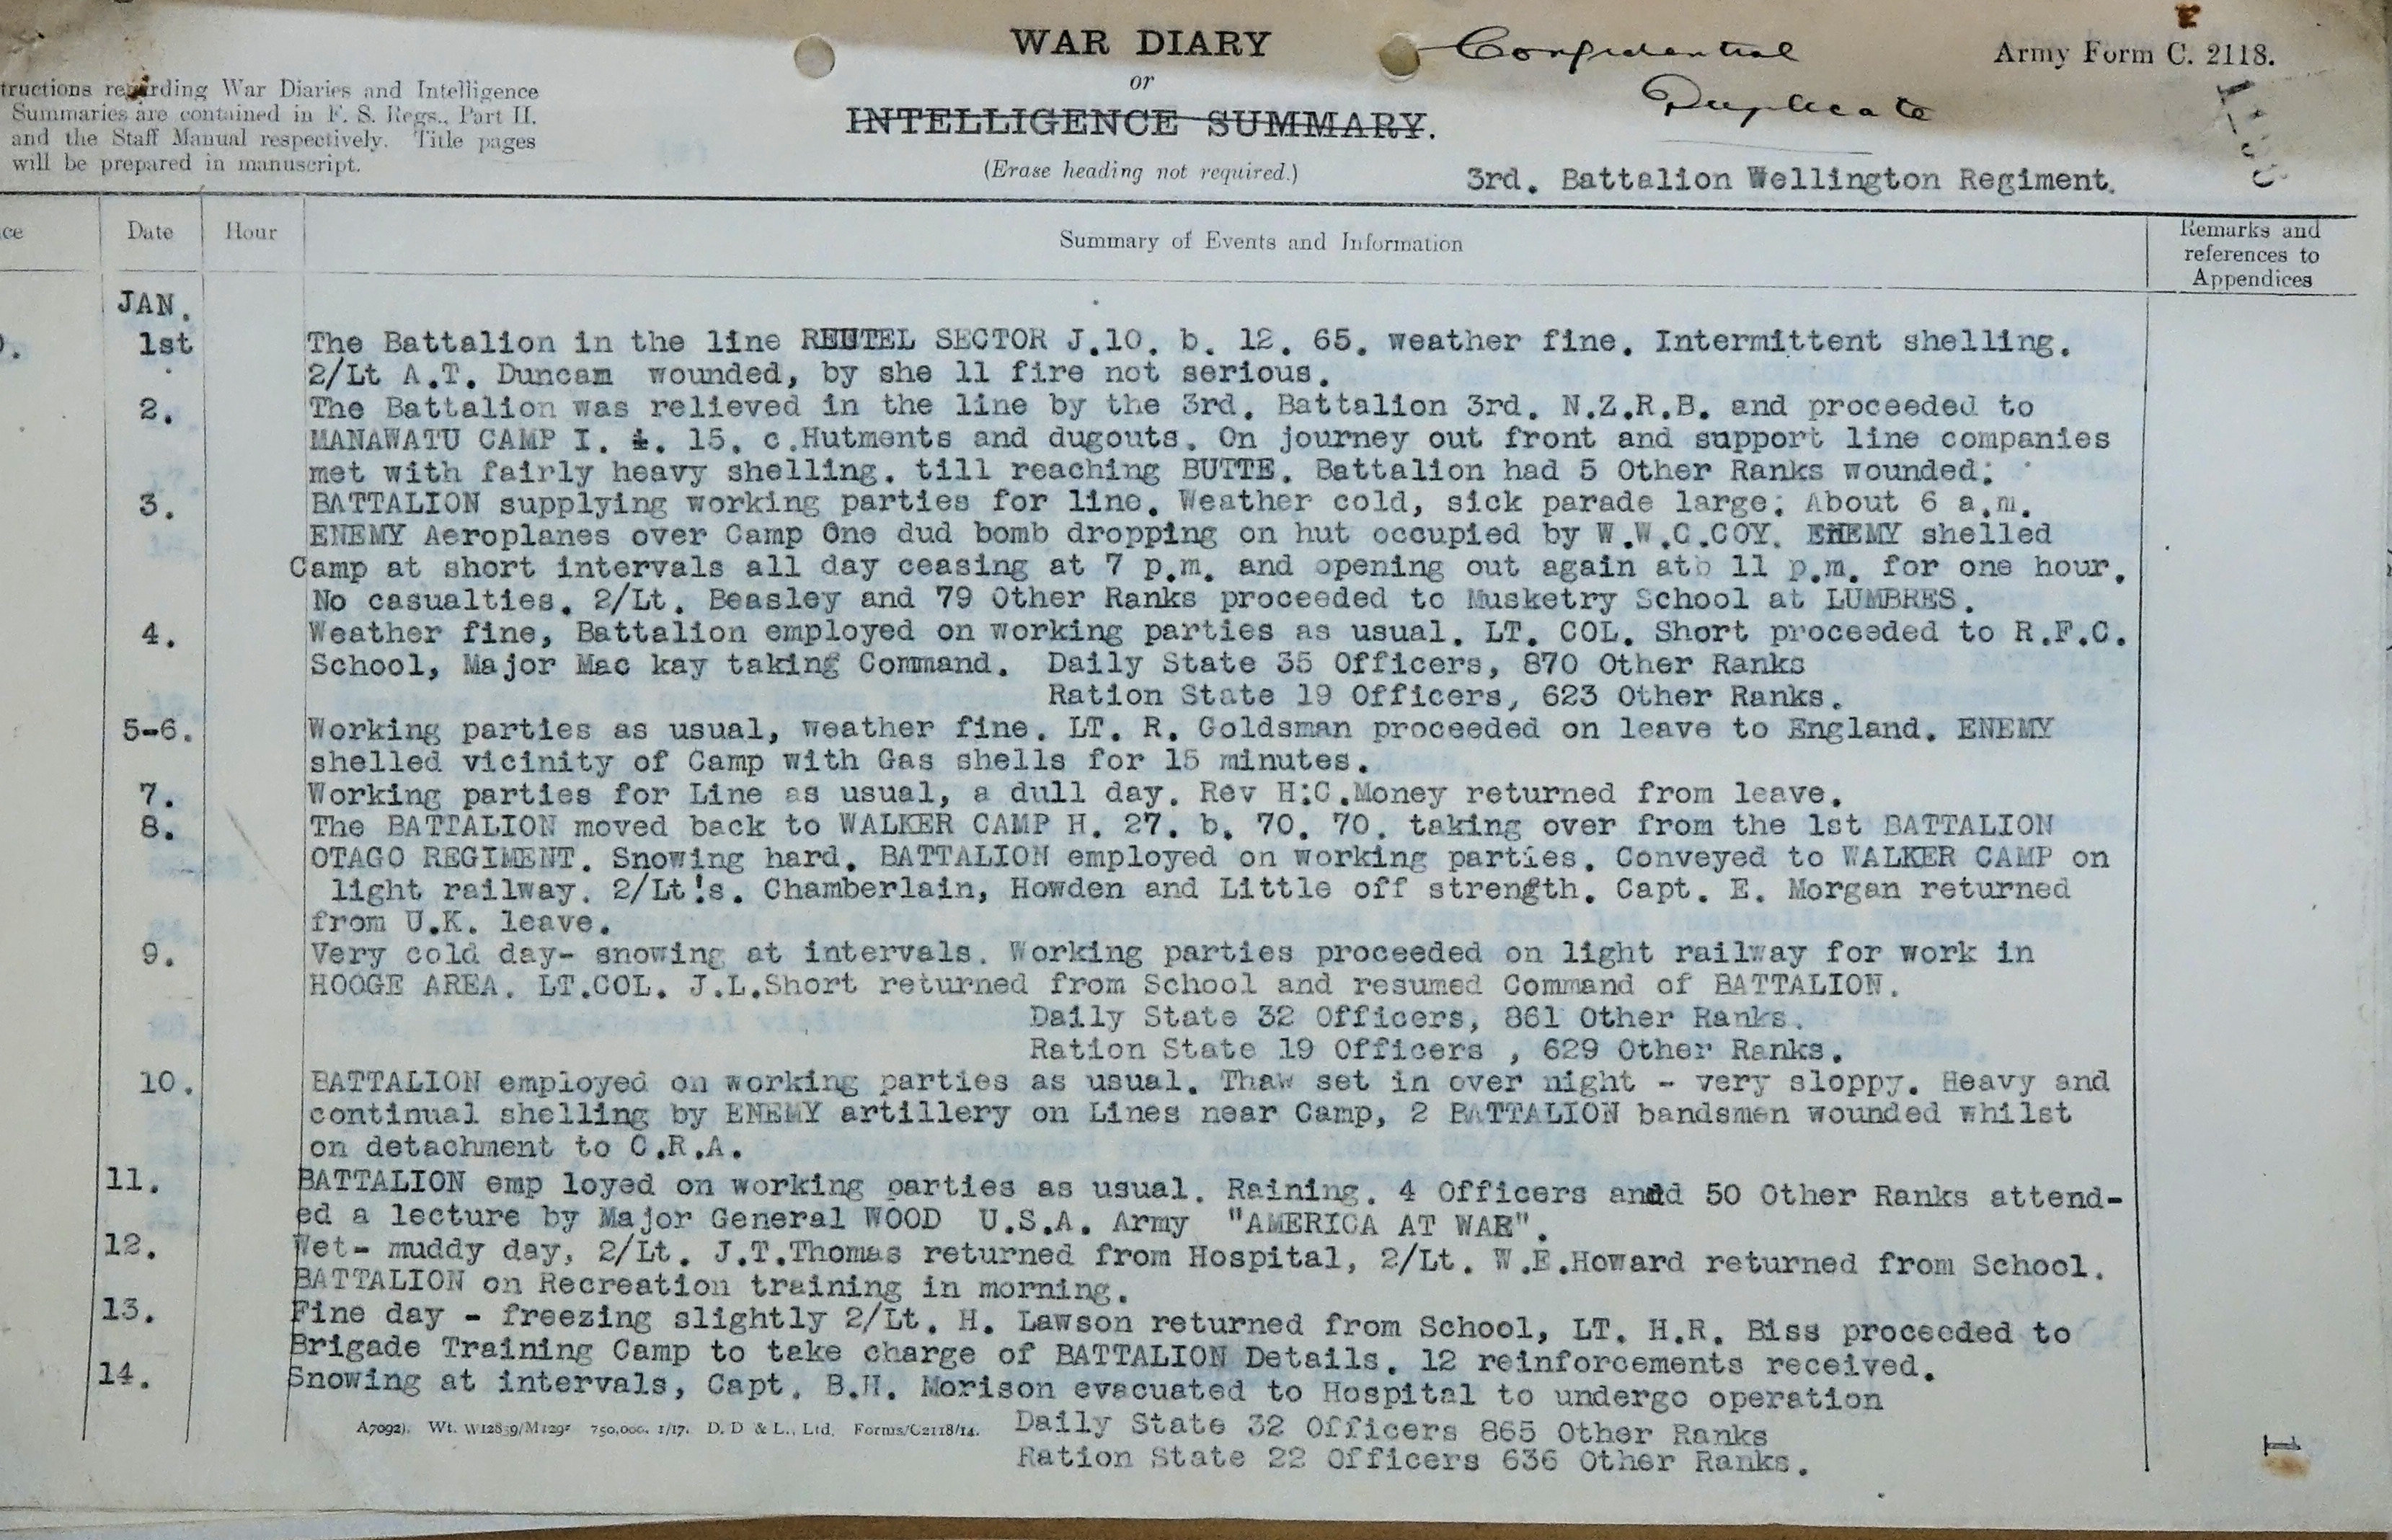 WAR DIARY
or
INTELLIGENCE SUMMARY.
(Erase heading not required.)
Confidential
Duplicate
Army Form C. 2118.
tructions regarding War Diaries and Intelligence
Summaries are contained in F. S. Regs., Part II.
and the Staff Manual respectively. Title pages
will be prepared in manuscript.
3rd. Battalion Wellington Regiment.
ce Date Hour Summary of Events and Information Remarks and
references to
Appendices
JAN.
1st The Battalion in the line REUTEL SECTOR J.10. b. 12. 65. weather fine. Intermittent shelling.
2/Lt A.T. Duncam wounded, by she ll fire not serious.
2. The Battalion was relieved in the line by the 3rd. Battalion 3rd. N.Z.R.B. and proceeded to
MANAWATU CAMP I. 4. 15. c.Hutments and dugouts. On journey out front and support line companies
met with fairly heavy shelling. till reaching BUTTE. Battalion had 5 Other Ranks wounded;
3. BATTALION supplying working parties for line. Weather cold, sick parade large; About 6 a.m.
ENEMY Aeroplanes over Camp One dud bomb dropping on hut occupied by W.W.C.COY. ENEMY shelled
Camp at short intervals all day ceasing at 7 p.m. and opening out again at 11 p.m. for one hour.
No casualties. 2/Lt. Beasley and 79 Other Ranks proceeded to Musketry School at LUMBRES.
4. Weather fine, Battalion employed on working parties as usual. LT. COL. Short proceeded to R.F.C.
School, Major Mac kay taking Command. Daily State 35 Officers, 870 Other Ranks
Ration State 19 Officers, 623 Other Ranks.
5-6. Working parties as usual, weather fine. LT. R. Goldsman proceeded on leave to England. ENEMY
shelled vicinity of Camp with Gas shells for 15 minutes.
7. Working parties for Line as usual, a dull day. Rev H:C.Money returned from leave.
8. The BATTALION moved back to WALKER CAMP H. 27. b. 70. 70. taking over from the 1st BATTALION
OTAGO REGIMENT. Snowing hard. BATTALION employed on working parties. Conveyed to WALKER CAMP on
light railway. 2/Lt!s. Chamberlain, Howden and Little off strength. Capt. E. Morgan returned
from U.K. leave.
9. Very cold day- snowing at intervals. Working parties proceeded on light railway for work in
HOOGE AREA. LT.COL. J.L.Short returned from School and resumed Command of BATTALION.
Daily State 32 Officers, 861 Other Ranks.
Ration State 19 Officers , 629 Other Ranks.
10. BATTALION employed on working parties as usual. Thaw set in over night - very sloppy. Heavy and
continual shelling by ENEMY artillery on Lines near Camp, 2 BATTALION bandsmen wounded whilst
on detachment to C.R.A.
11. BATTALION emp loyed on working parties as usual. Raining. 4 Officers and 50 Other Ranks attend-
ed a lecture by Major General WOOD U.S.A. Army "AMERICA AT WAR".
12. Wet- muddy day, 2/Lt. J.T.Thomas returned from Hospital, 2/Lt. W.E.Howard returned from School.
BATTALION on Recreation training in morning.
13. Fine day - freezing slightly 2/Lt. H. Lawson returned from School, LT. H.R. Biss proceeded to
Brigade Training Camp to take charge of BATTALION Details. 12 reinforcements received.
14. Snowing at intervals, Capt. B.H. Morison evacuated to Hospital to undergo operation
Daily State 32 Officers 865 Other Ranks
Ration State 22 Officers 636 Other Ranks.
A7092). Wt. W12839/M1295 750,000. 1/17. D. D & L., Ltd. Forms/C2118/14.
1